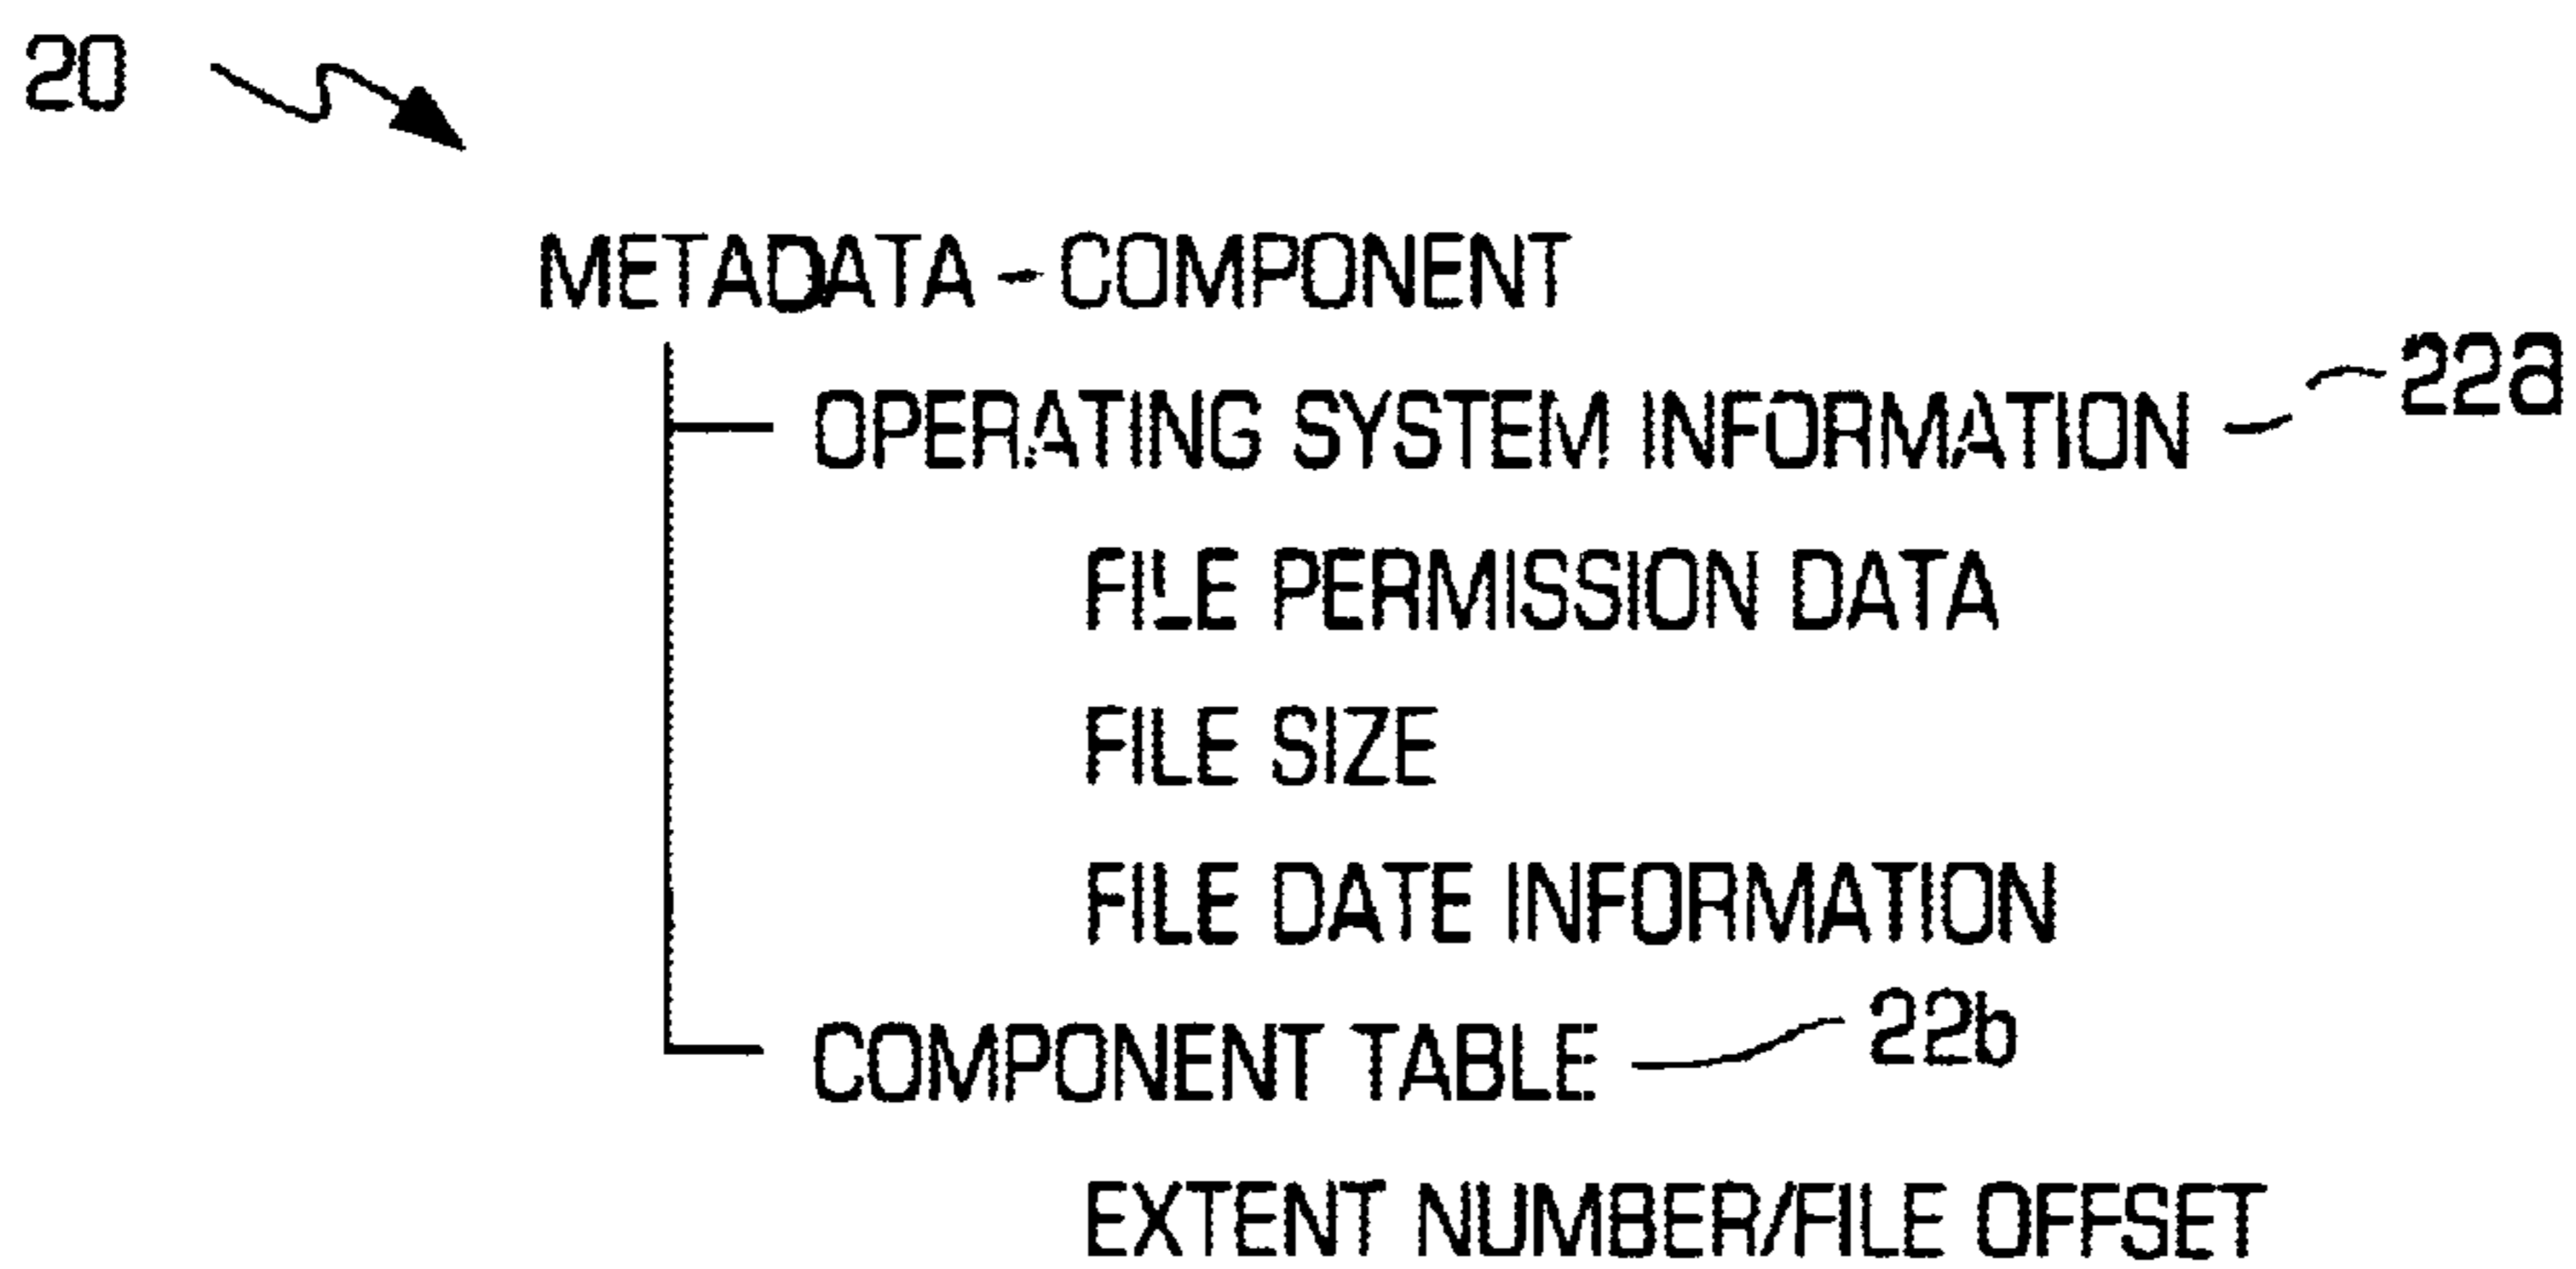 20
METADATA - COMPONENT
OPERATING SYSTEM INFORMATION 22a
FILE PERMISSION DATA
FILE SIZE
FILE DATE INFORMATION
COMPONENT TABLE 22b
EXTENT NUMBER/FILE OFFSET